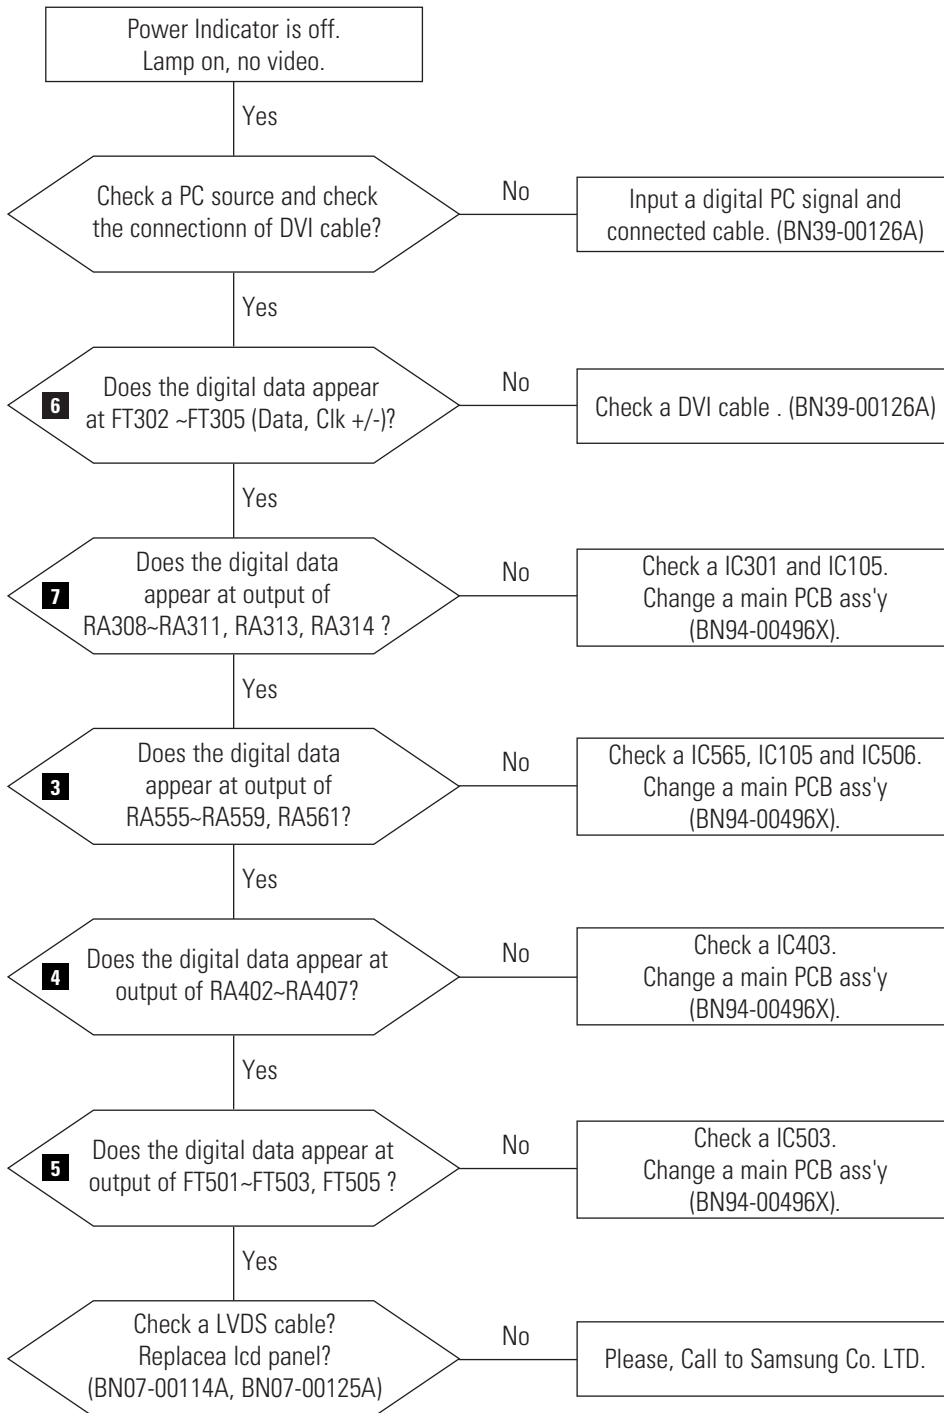 Power Indicator is off.
Lamp on, no video.
Yes
Check a PC source and check
the connectionn of DVI cable?
No
Input a digital PC signal and
connected cable. (BN39-00126A)
Yes
6
Does the digital data appear
at FT302 ~FT305 (Data, Clk +/-)?
No
Check a DVI cable . (BN39-00126A)
Yes
7
Does the digital data
appear at output of
RA308~RA311, RA313, RA314 ?
No
Check a IC301 and IC105.
Change a main PCB ass'y
(BN94-00496X).
Yes
3
Does the digital data
appear at output of
RA555~RA559, RA561?
No
Check a IC565, IC105 and IC506.
Change a main PCB ass'y
(BN94-00496X).
Yes
4
Does the digital data appear at
output of RA402~RA407?
No
Check a IC403.
Change a main PCB ass'y
(BN94-00496X).
Yes
5
Does the digital data appear at
output of FT501~FT503, FT505 ?
No
Check a IC503.
Change a main PCB ass'y
(BN94-00496X).
Yes
Check a LVDS cable?
Replacea lcd panel?
(BN07-00114A, BN07-00125A)
No
Please, Call to Samsung Co. LTD.